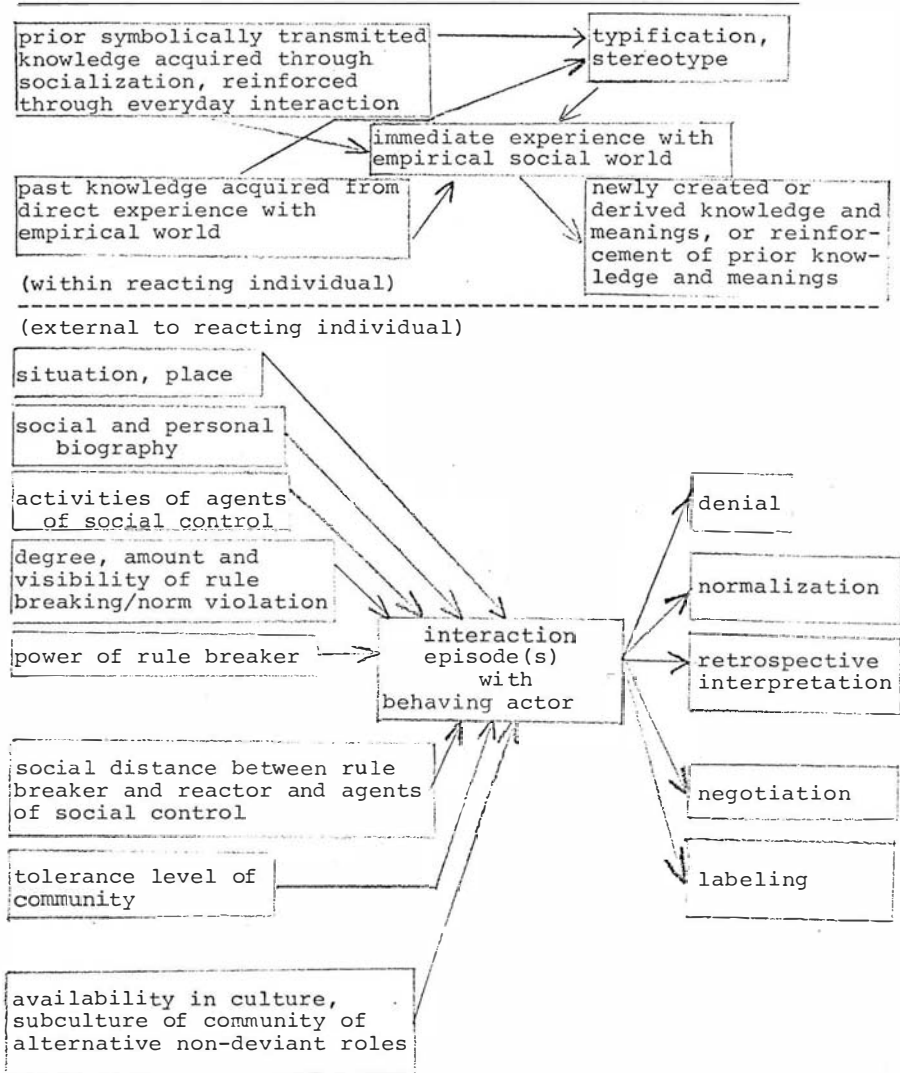 prior symbolically transmitted
knowledge acquired through
socialization, reinforced
through everyday interaction
typification,
stereotype
immediate experience with
empirical social world
past knowledge acquired from
direct experience with
empirical world
newly created or
derived knowledge and
meanings, or reinfor-
cement of prior know-
ledge and meanings
(within reacting individual)
(external to reacting individual)
situation, place
social and personal
biography
activities of agents
of social control
degree, amount and
visibility of rule
breaking/norm violation
power of rule breaker
interaction
episode(s)
with
behaving actor
denial
normalization
retrospective
interpretation
negotiation
labeling
social distance between rule
breaker and reactor and agents
of social control
tolerance level of
community
availability in culture,
subculture of community of
alternative non-deviant roles